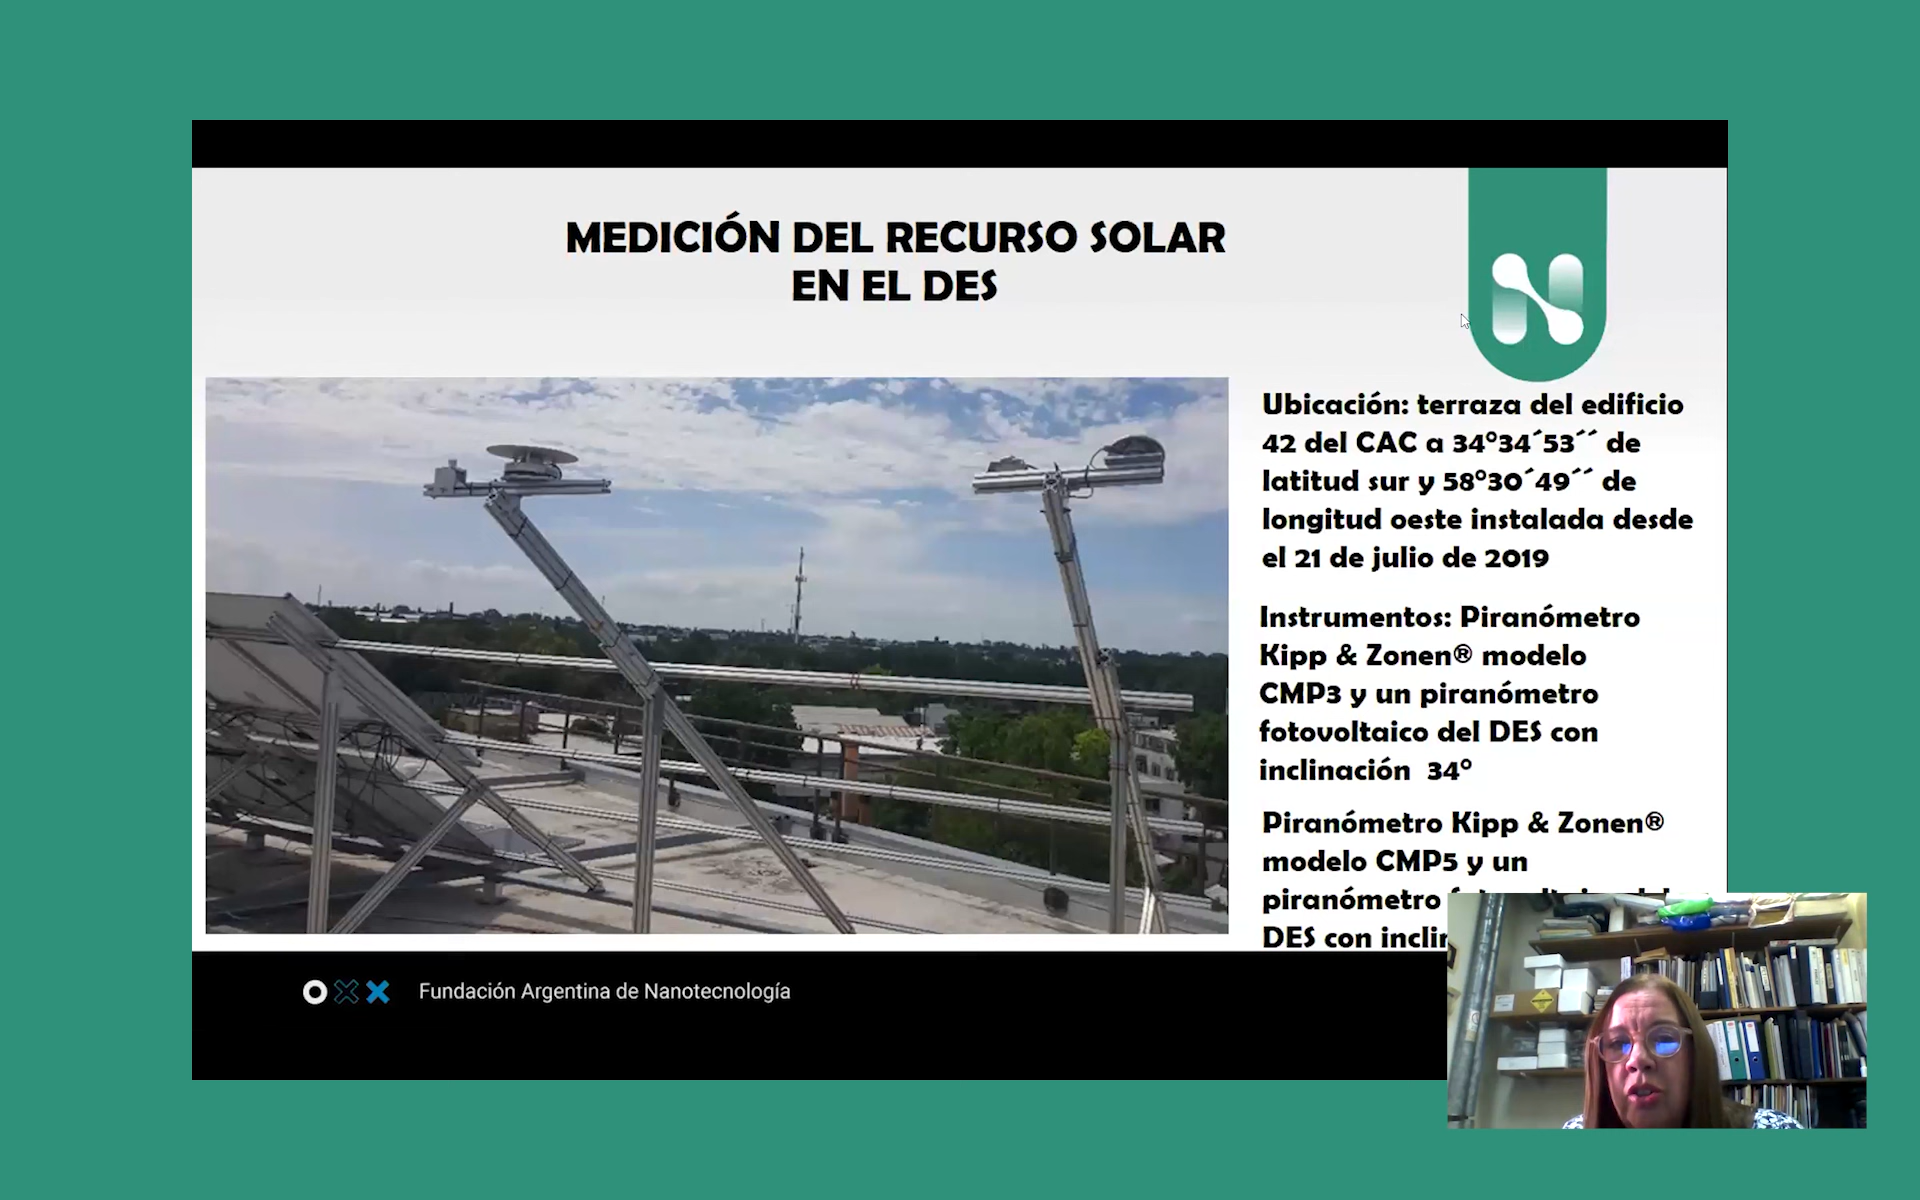 MEDICIÓN DEL RECURSO SOLAR
EN EL DES
Ubicación: terraza del edificio
42 del CAC a 34°34´53´´ de
latitud sur y 58°30´49´´ de
longitud oeste instalada desde
el 21 de julio de 2019
Instrumentos: Piranómetro
Kipp & Zonen® modelo
CMP3 y un piranómetro
fotovoltaico del DES con
inclinación 34°
Piranómetro Kipp & Zonen®
modelo CMP5 y un
piranómetro
DES con
Fundación Argentina de Nanotecnología